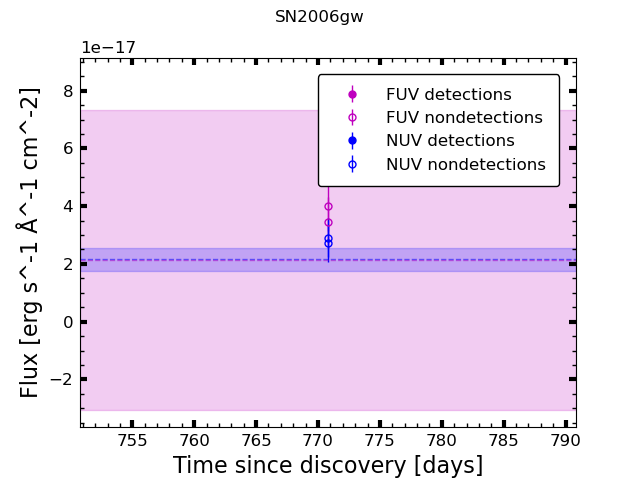 SN2006gw
1e−17
FUV detections
FUV nondetections
NUV detections
NUV nondetections
8
6
4
2
0
−2
Flux [erg s^-1 Å^-1 cm^-2]
755 760 765 770 775 780 785 790
Time since discovery [days]